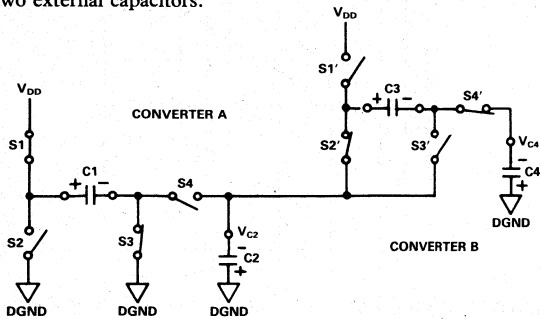 two external capacitors.
VDD
S1'
C3
+ -
S4'
VDD
CONVERTER A
S2'
S3'
VC4
-
C4
+
S1
C1
+ -
S4
DGND
S2
S3
VC2
-
C2
+
CONVERTER B
DGND
DGND
DGND